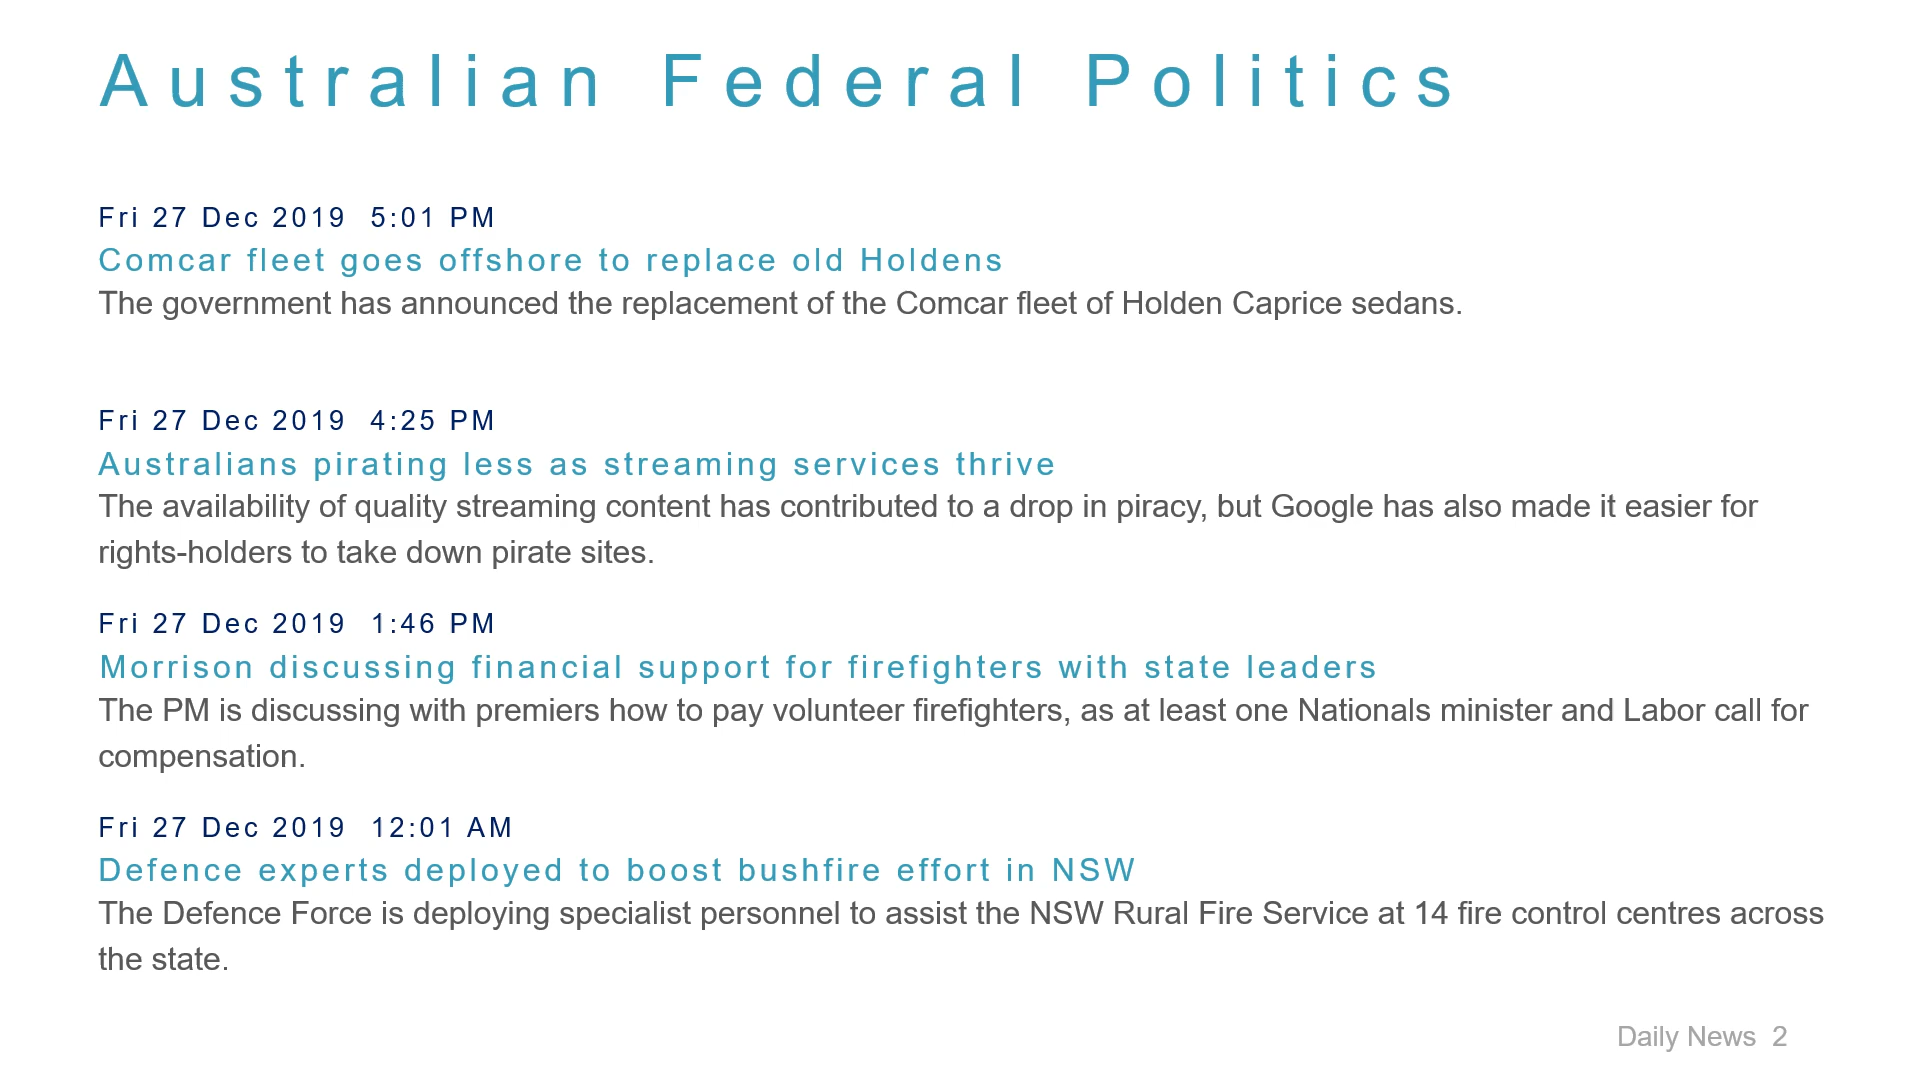 Australian Federal Politics
Fri 27 Dec 2019  5:01 PM
Comcar fleet goes offshore to replace old Holdens
The government has announced the replacement of the Comcar fleet of Holden Caprice sedans.
Fri 27 Dec 2019  4:25 PM
Australians pirating less as streaming services thrive
The availability of quality streaming content has contributed to a drop in piracy, but Google has also made it easier for
rights-holders to take down pirate sites.
Fri 27 Dec 2019  1:46 PM
Morrison discussing financial support for firefighters with state leaders
The PM is discussing with premiers how to pay volunteer firefighters, as at least one Nationals minister and Labor call for
compensation.
Fri 27 Dec 2019  12:01 AM
Defence experts deployed to boost bushfire effort in NSW
The Defence Force is deploying specialist personnel to assist the NSW Rural Fire Service at 14 fire control centres across
the state.
Daily News  2